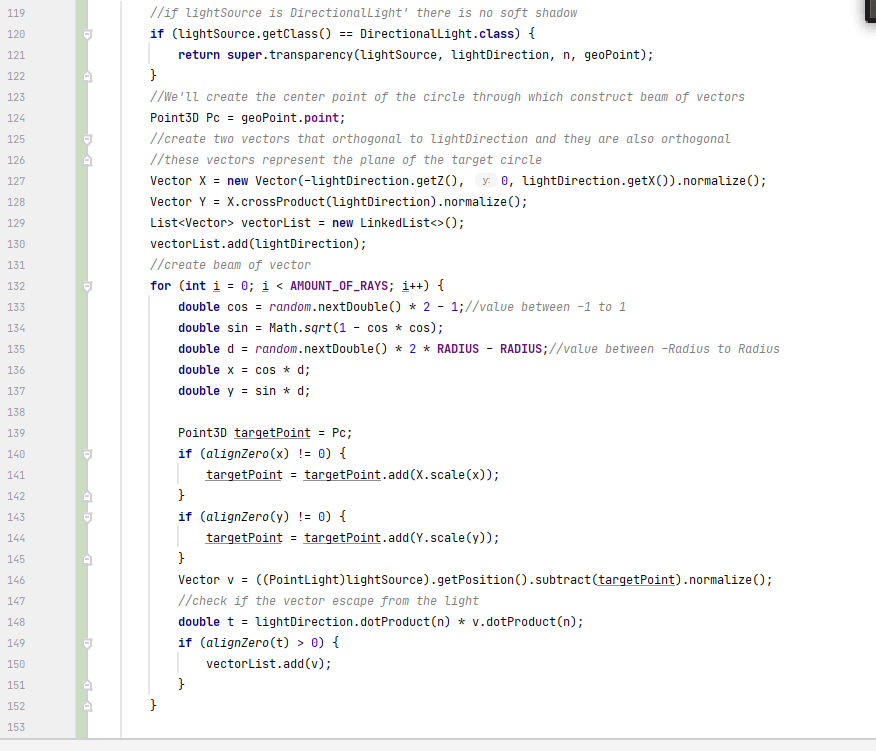 119 //if lightSource is DirectionalLight' there is no soft shadow
120 if (lightSource.getClass() == DirectionalLight.class) {
121 return super.transparency(lightSource, lightDirection, n, geoPoint);
122 }
123 //We'll create the center point of the circle through which construct beam of vectors
124 Point3D Pc = geoPoint.point;
125 //create two vectors that orthogonal to lightDirection and they are also orthogonal
126 //these vectors represent the plane of the target circle
127 Vector X = new Vector(-lightDirection.getZ(), y: 0, lightDirection.getX()).normalize();
128 Vector Y = X.crossProduct(lightDirection).normalize();
129 List<Vector> vectorList = new LinkedList<>();
130 vectorList.add(lightDirection);
131 //create beam of vector
132 for (int i = 0; i < AMOUNT_OF_RAYS; i++) {
133 double cos = random.nextDouble() * 2 - 1;//value between -1 to 1
134 double sin = Math.sqrt(1 - cos * cos);
135 double d = random.nextDouble() * 2 * RADIUS - RADIUS;//value between -Radius to Radius
136 double x = cos * d;
137 double y = sin * d;
138
139 Point3D targetPoint = Pc;
140 if (alignZero(x) != 0) {
141 targetPoint = targetPoint.add(X.scale(x));
142 }
143 if (alignZero(y) != 0) {
144 targetPoint = targetPoint.add(Y.scale(y));
145 }
146 Vector v = ((PointLight)lightSource).getPosition().subtract(targetPoint).normalize();
147 //check if the vector escape from the light
148 double t = lightDirection.dotProduct(n) * v.dotProduct(n);
149 if (alignZero(t) > 0) {
150 vectorList.add(v);
151 }
152 }
153